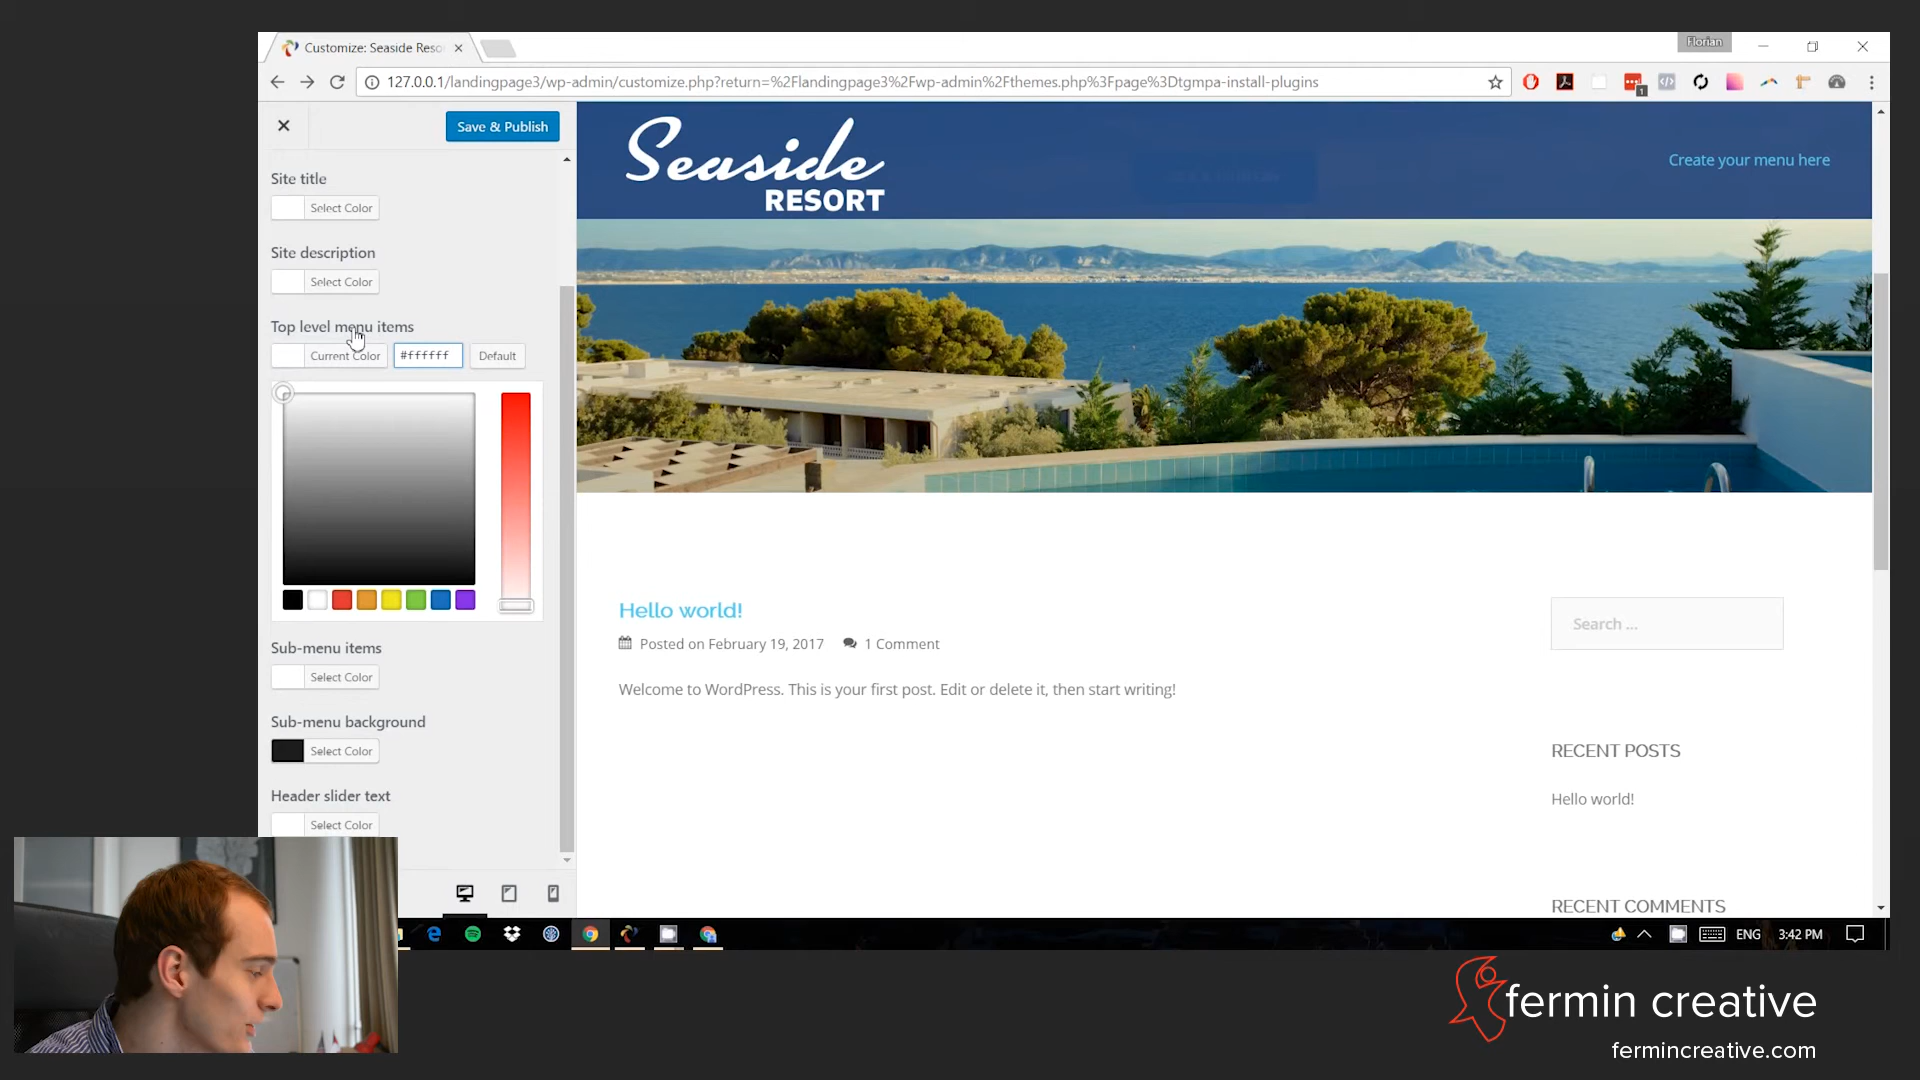 Customize: Seaside Reso
Florian
127.0.0.1/landingpage3/wp-admin/customize.php?return=%2Flandingpage3%2Fwp-admin%2Fthemes.php%3Fpage%3Dtgmpa-install-plugins
1
Save & Publish
Site title
Select Color
Site description
Select Color
Top level menu items
Current Color
#ffffff
Default
Sub-menu items
Select Color
Sub-menu background
Select Color
Header slider text
Select Color
Seaside
RESORT
Create your menu here
Hello world!
Posted on February 19, 2017
1 Comment
Welcome to WordPress. This is your first post. Edit or delete it, then start writing!
Search ...
RECENT POSTS
Hello world!
RECENT COMMENTS
ENG
3:42 PM
fermin creative
fermincreative.com